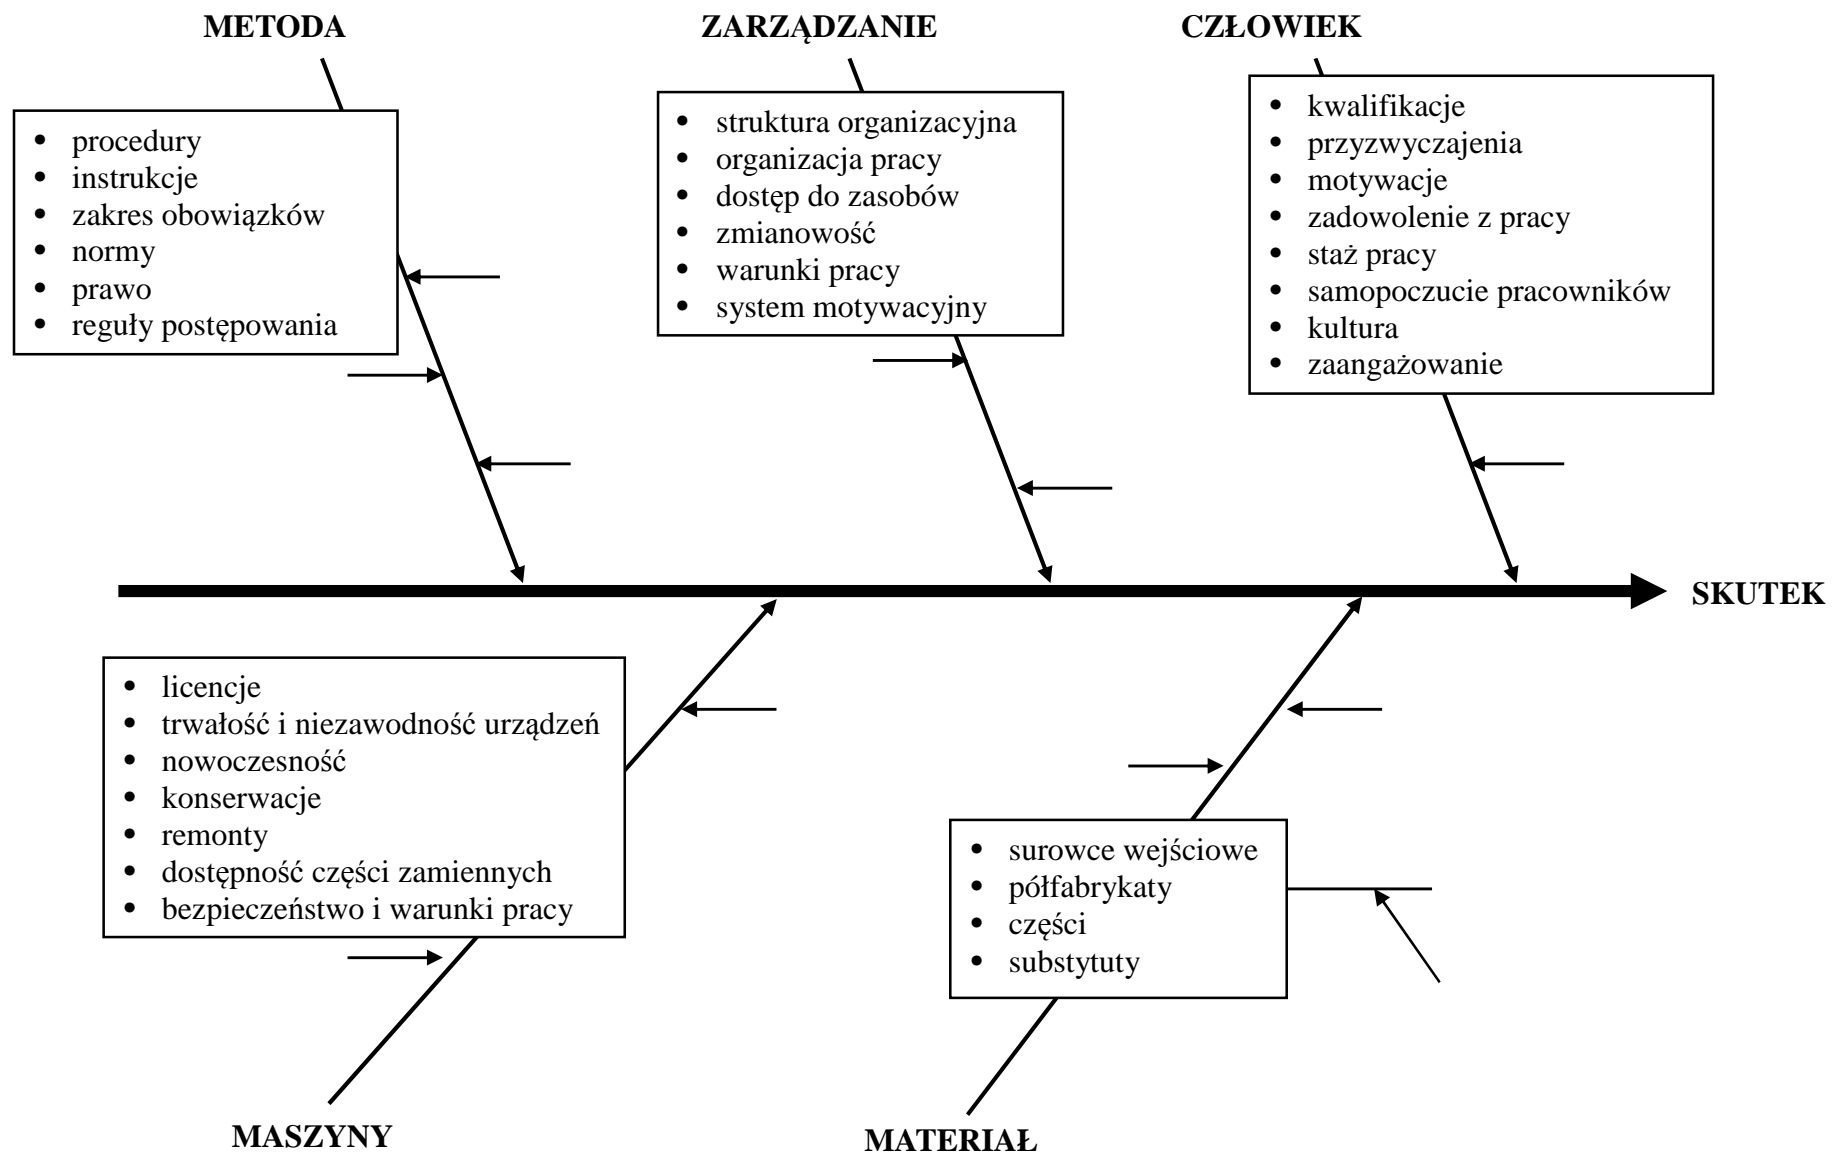 METODA
ZARZĄDZANIE
CZŁOWIEK
• procedury
• instrukcje
• zakres obowiązków
• normy
• prawo
• reguły postępowania
• struktura organizacyjna
• organizacja pracy
• dostęp do zasobów
• zmianowość
• warunki pracy
• system motywacyjny
• kwalifikacje
• przyzwyczajenia
• motywacje
• zadowolenie z pracy
• staż pracy
• samopoczucie pracowników
• kultura
• zaangażowanie
SKUTEK
• licencje
• trwałość i niezawodność urządzeń
• nowoczesność
• konserwacje
• remonty
• dostępność części zamiennych
• bezpieczeństwo i warunki pracy
• surowce wejściowe
• półfabrykaty
• części
• substytuty
MASZYNY
MATERIAŁ